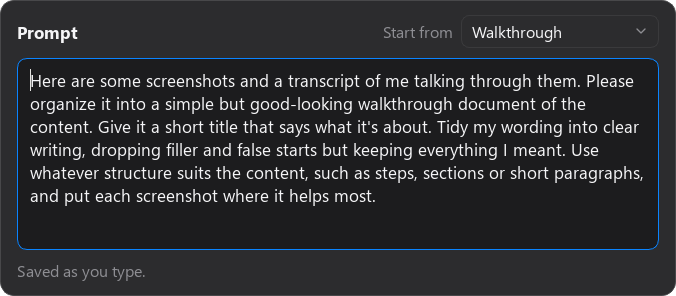 Prompt
Start from
Walkthrough
Here are some screenshots and a transcript of me talking through them. Please
organize it into a simple but good-looking walkthrough document of the
content. Give it a short title that says what it's about. Tidy my wording into clear
writing, dropping filler and false starts but keeping everything I meant. Use
whatever structure suits the content, such as steps, sections or short paragraphs,
and put each screenshot where it helps most.
Saved as you type.